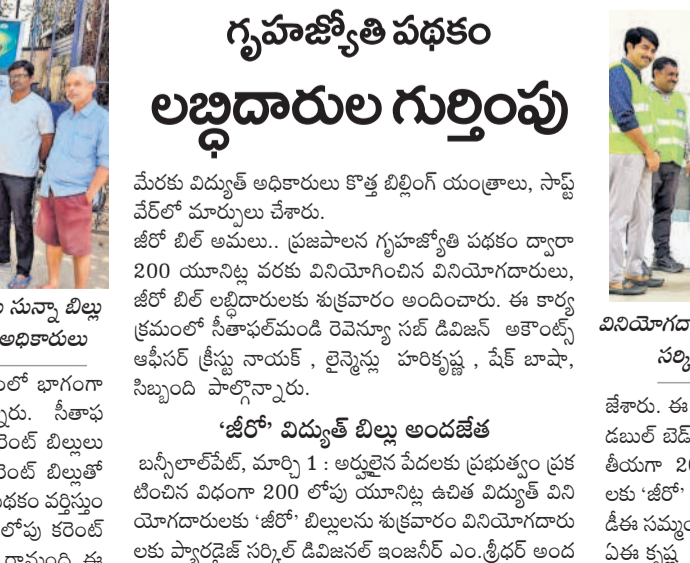 గృహజ్యోతి పథకం
లబ్ధిదారుల గుర్తింపు
సున్నా బిల్లు
అధికారులు
లో భాగంగా
న్నారు. సీతాఫ
రెంట్ బిల్లులు
రెంట్ బిల్లుతో
పథకం వర్తిస్తుం
లోపు కరెంట్
మేరకు విద్యుత్ అధికారులు కొత్త బిల్లింగ్ యంత్రాలు, సాఫ్ట్
వేర్‌లో మార్పులు చేశారు.
జీరో బిల్ అమలు.. ప్రజపాలన గృహజ్యోతి పథకం ద్వారా
200 యూనిట్ల వరకు వినియోగించిన వినియోగదారులు,
జీరో బిల్ లబ్ధిదారులకు శుక్రవారం అందించారు. ఈ కార్య
క్రమంలో సీతాఫల్‌మండి రెవెన్యూ సబ్ డివిజన్ అకౌంట్స్
ఆఫీసర్ క్రీస్టు నాయక్ , లైన్మెన్లు హరికృష్ణ , షేక్ బాషా,
సిబ్బంది పాల్గొన్నారు.
‘జీరో’ విద్యుత్ బిల్లు అందజేత
బన్సీలాల్‌పేట్, మార్చి 1 : అర్హులైన పేదలకు ప్రభుత్వం ప్రక
టించిన విధంగా 200 లోపు యూనిట్ల ఉచిత విద్యుత్ విని
యోగదారులకు ‘జీరో’ బిల్లులను శుక్రవారం వినియోగదారు
లకు ప్యారడైజ్ సర్కిల్ డివిజనల్ ఇంజనీర్ ఎం.శ్రీధర్ అంద
వినియోగదా
సర్కి
జేశారు. ఈ
డబుల్ బెడ్
తీయగా 20
లకు ‘జీరో’
డీఈ సమ్మం
ఏఈ కృష్ణ